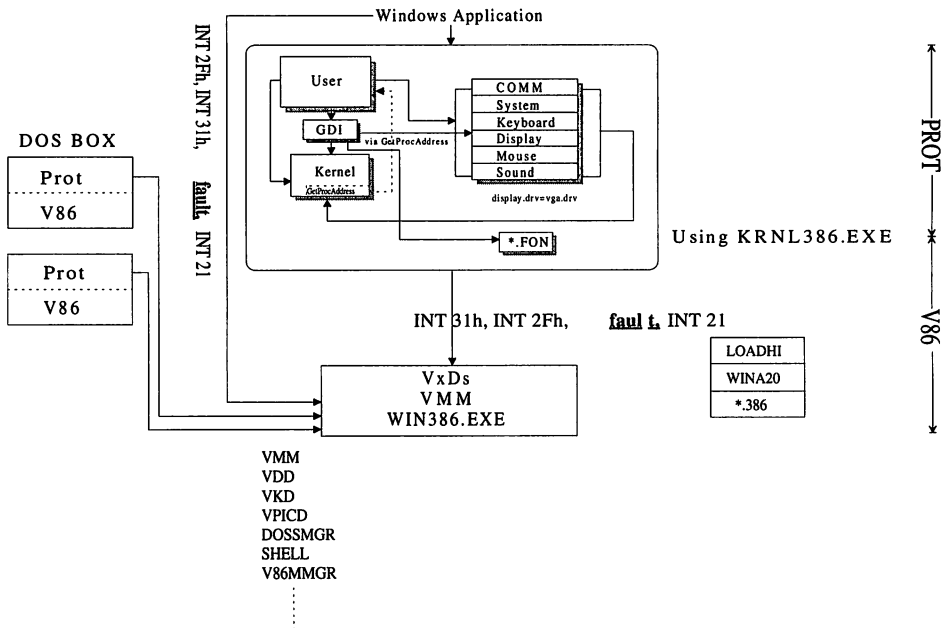 Windows Application
INT 2Fh, INT 31h, fault, INT 21
User
GDI
via GetProcAddress
Kernel
/GetProcAddress
COMM
System
Keyboard
Display
Mouse
Sound
display.drv=vga.drv
*.FON
DOS BOX
Prot
V86
Prot
V86
PROT
Using KRNL386.EXE
V86
INT 31h, INT 2Fh, faul t, INT 21
LOADHI
WINA20
*.386
VxDs
VMM
WIN386.EXE
VMM
VDD
VKD
VPICD
DOSSMGR
SHELL
V86MMGR